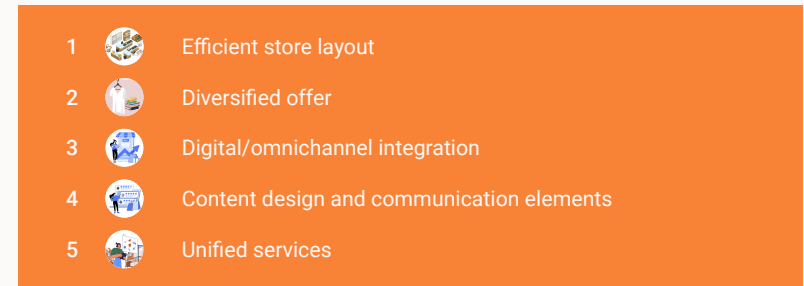 1 Efficient store layout
2 Diversified offer
3 Digital/omnichannel integration
4 Content design and communication elements
5 Unified services